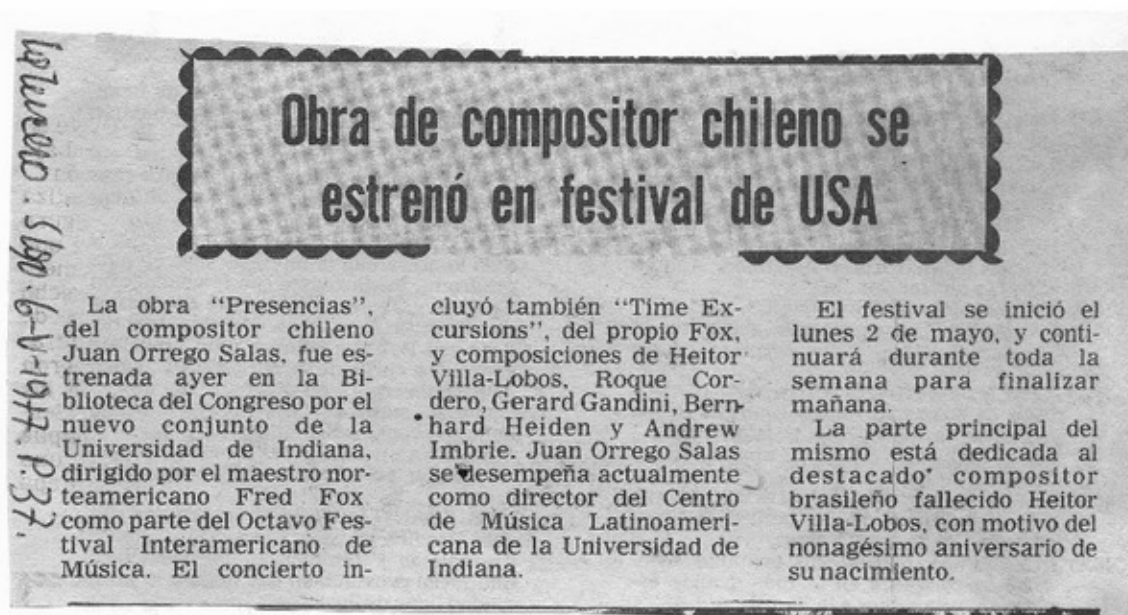 Obra de compositor chileno se
estrenó en festival de USA
La obra "Presencias",
del compositor chileno
Juan Orrego Salas, fue es-
trenada ayer en la Bi-
blioteca del Congreso por el
nuevo conjunto de la
Universidad de Indiana,
dirigido por el maestro nor-
teamericano Fred Fox
como parte del Octavo Fes-
tival Interamericano de
Música. El concierto in-
cluyó también "Time Ex-
cursions", del propio Fox,
y composiciones de Heitor
Villa-Lobos, Roque Cor-
dero, Gerard Gandini, Bern-
hard Heiden y Andrew
Imbrie. Juan Orrego Salas
se desempeña actualmente
como director del Centro
de Música Latinoameri-
cana de la Universidad de
Indiana.
El festival se inició el
lunes 2 de mayo, y conti-
nuará durante toda la
semana para finalizar
mañana.
La parte principal del
mismo está dedicada al
destacado compositor
brasileño fallecido Heitor
Villa-Lobos, con motivo del
nonagésimo aniversario de
su nacimiento.
Stgo. 6-V-1977 P. 37.